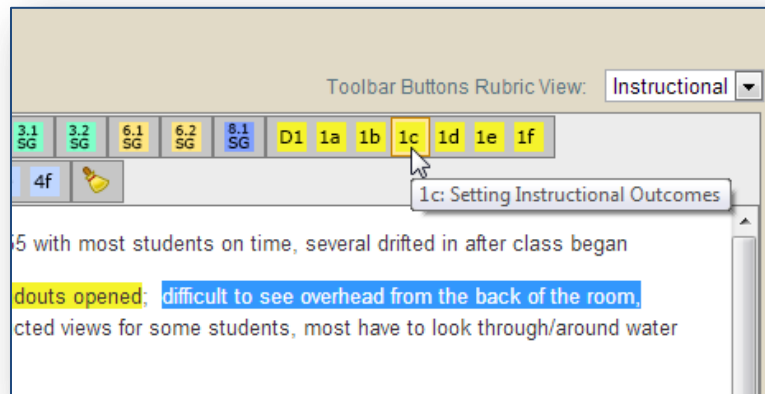 Toolbar Buttons Rubric View: Instructional
3.1 SG 3.2 SG 6.1 SG 6.2 SG 8.1 SG D1 1a 1b 1c 1d 1e 1f
4f
1c: Setting Instructional Outcomes
55 with most students on time, several drifted in after class began
douts opened; difficult to see overhead from the back of the room,
cted views for some students, most have to look through/around water